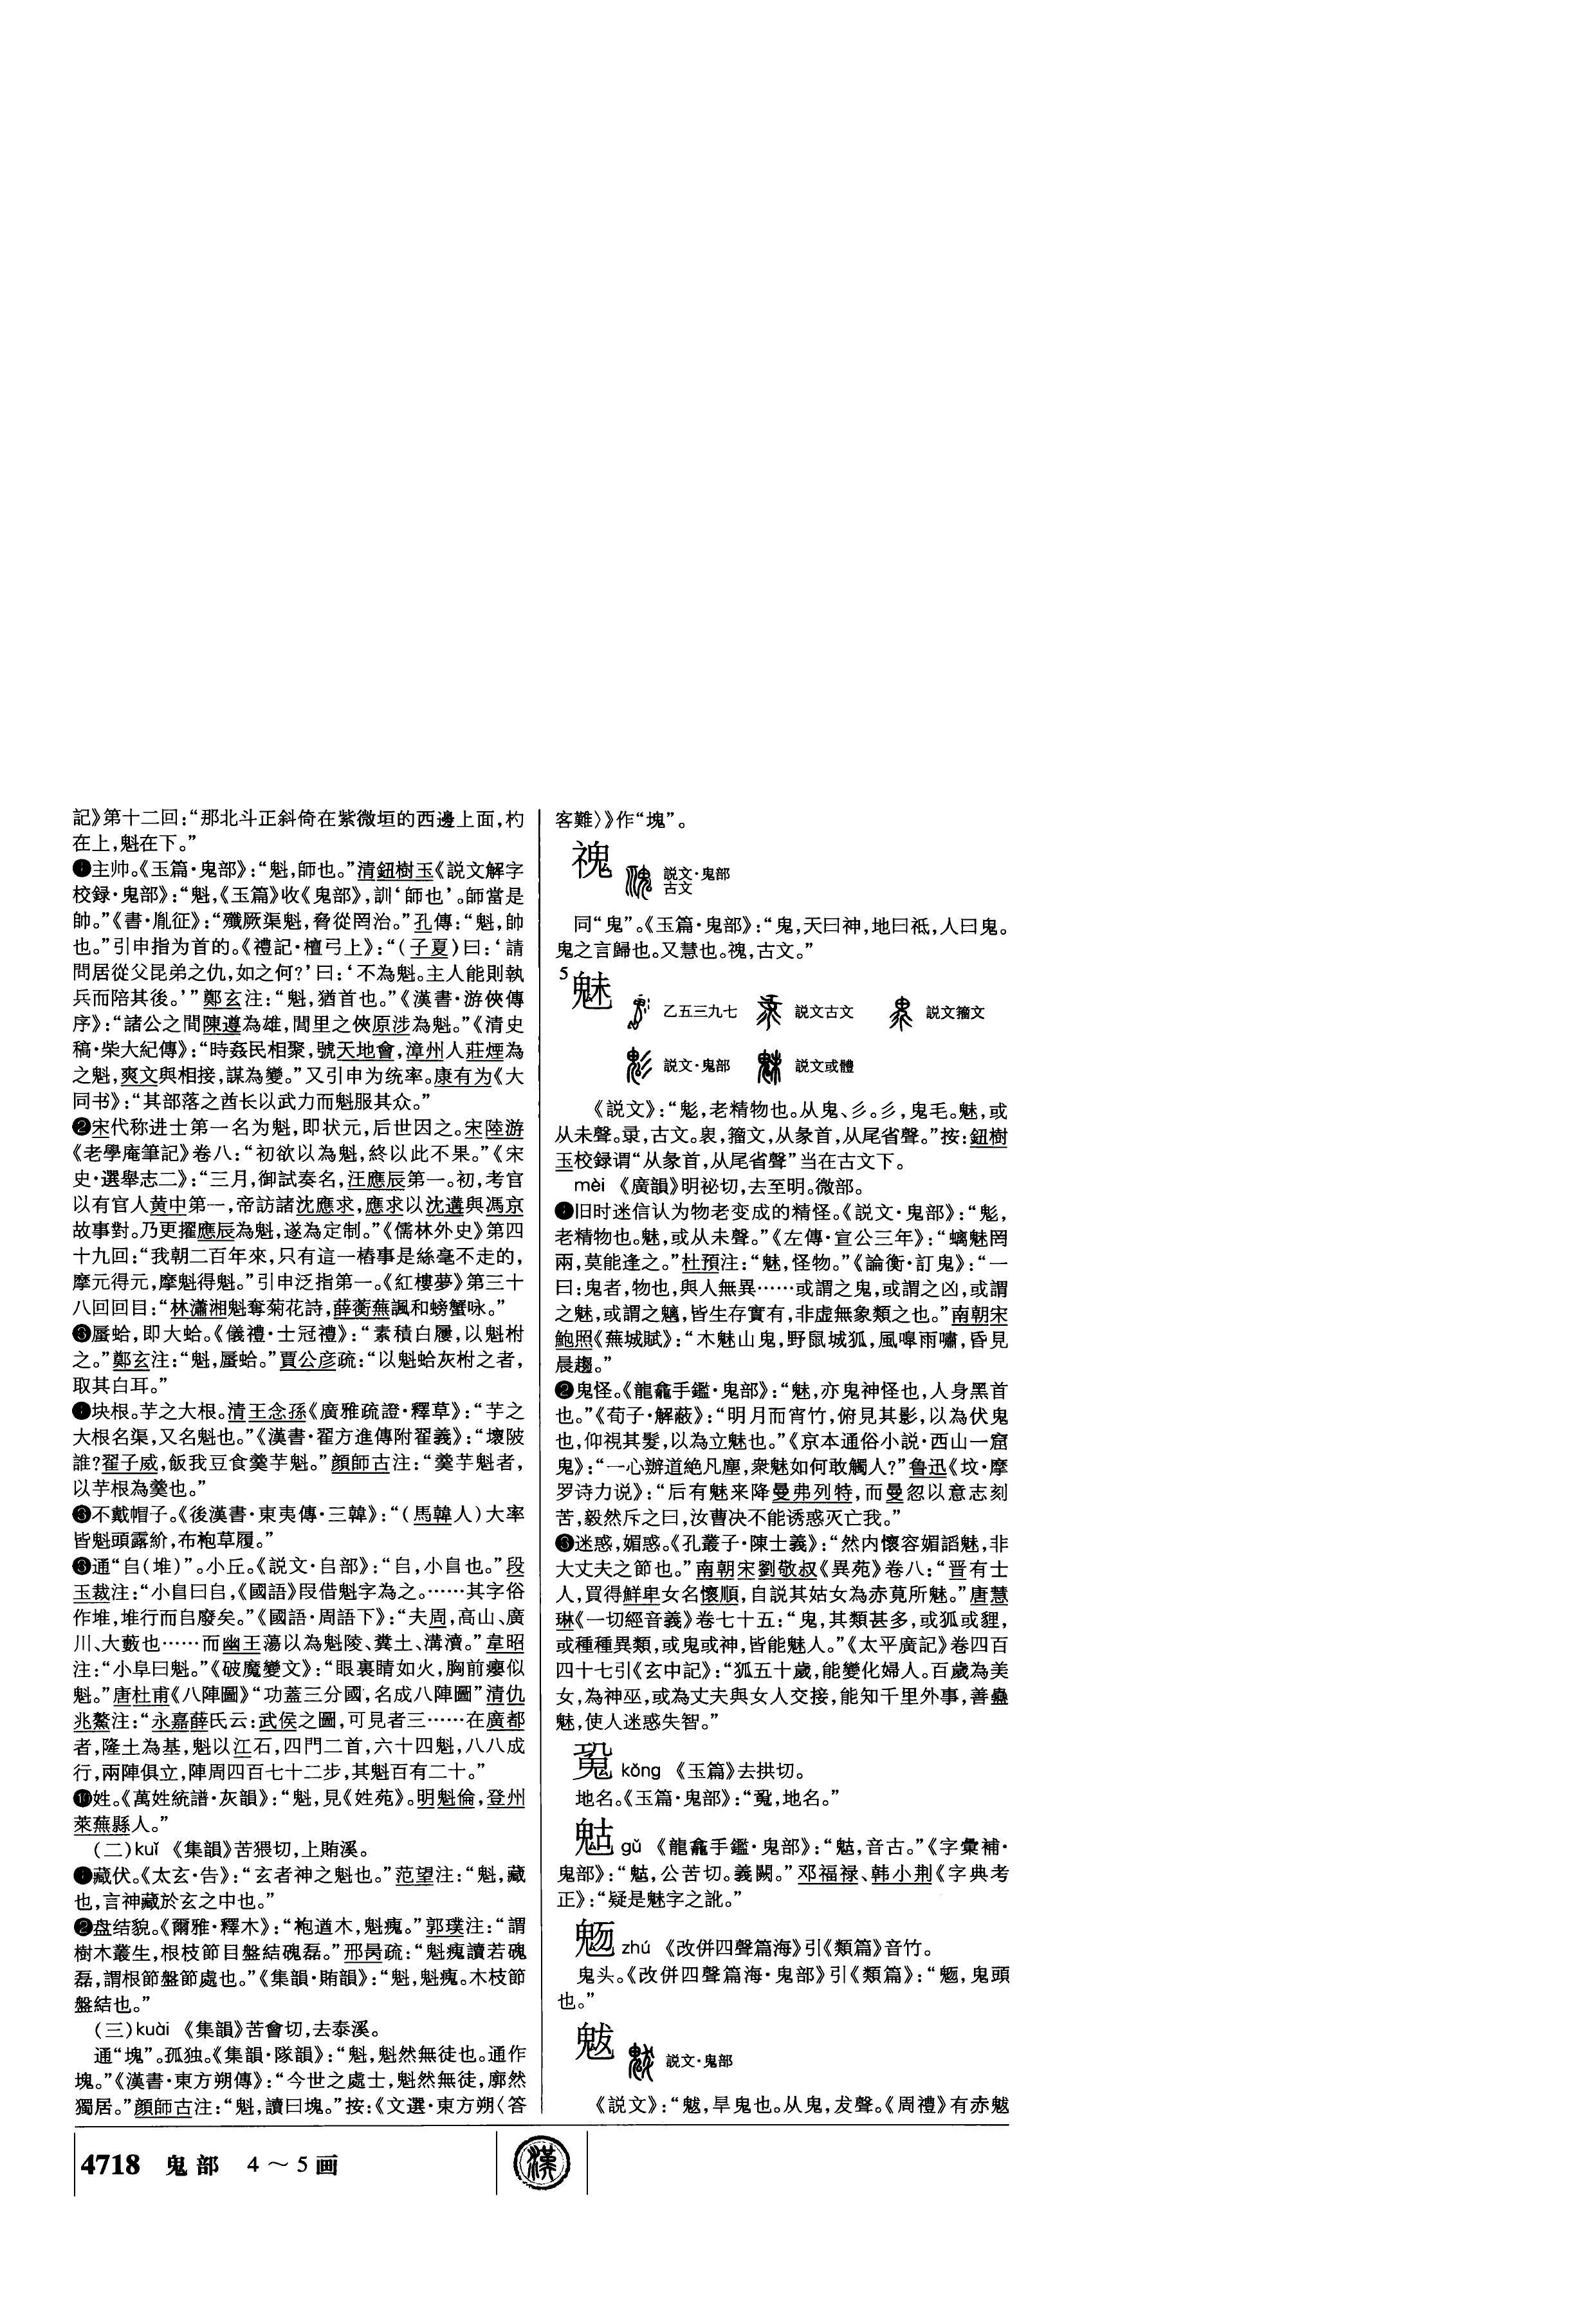 記》第十二回：“那北斗正斜倚在紫微垣的西邊上面，杓
在上，魁在下。”
主帅。《玉篇·鬼部》：“魁，師也。”清鈕樹玉《説文解字
校録·鬼部》：“魁，《玉篇》收《鬼部》，訓‘師也’。師當是
帥。”《書·胤征》：“殲厥渠魁，脅從罔治。”孔傳：“魁，帥
也。”引申指为首的。《禮記·檀弓上》：“（子夏）曰：‘請
問居從父昆弟之仇，如之何？’曰：‘不為魁。主人能則執
兵而陪其後。’”鄭玄注：“魁，猶首也。”《漢書·游俠傳
序》：“諸公之間陳遵為雄，閭里之俠原涉為魁。”《清史
稿·柴大紀傳》：“時姦民相聚，號天地會，漳州人莊煙為
之魁，爽文與相接，謀為變。”又引申为统率。康有为《大
同书》：“其部落之酋长以武力而魁服其众。”
❷宋代称进士第一名为魁，即状元，后世因之。宋陸游
《老學庵筆記》卷八：“初欲以為魁，終以此不果。”《宋
史·選舉志二》：“三月，御試奏名，汪應辰第一。初，考官
以有官人黄中第一，帝訪諸沈應求，應求以沈遘與馮京
故事對。乃更擢應辰為魁，遂為定制。”《儒林外史》第四
十九回：“我朝二百年來，只有這一樁事是絲毫不走的，
摩元得元，摩魁得魁。”引申泛指第一。《紅樓夢》第三十
八回回目：“林瀟湘魁奪菊花詩，薛蘅蕪諷和螃蟹咏。”
蜃蛤，即大蛤。《儀禮·士冠禮》：“素積白屨，以魁柎
之。”鄭玄注：“魁，蜃蛤。”賈公彦疏：“以魁蛤灰柎之者，
取其白耳。”
块根。芋之大根。清王念孫《廣雅疏證·釋草》：“芋之
大根名渠，又名魁也。”《漢書·翟方進傳附翟義》：“壞陂
誰？翟子威，飯我豆食羹芋魁。”顔師古注：“羹芋魁者，
以芋根為羹也。”
不戴帽子。《後漢書·東夷傳·三韓》：“（馬韓人）大率
皆魁頭露紒，布袍草履。”
通“𠂤（堆）”。小丘。《説文·𠂤部》：“𠂤，小𨸏也。”段
玉裁注：“小𨸏曰𠂤，《國語》叚借魁字為之。……其字俗
作堆，堆行而𠂤廢矣。”《國語·周語下》：“夫周，高山、廣
川、大藪也……而幽王蕩以為魁陵、糞土、溝瀆。”韋昭
注：“小阜曰魁。”《破魔變文》：“眼裏睛如火，胸前癭似
魁。”唐杜甫《八陣圖》“功蓋三分國，名成八陣圖”清仇
兆鰲注：“永嘉薛氏云：武侯之圖，可見者三……在廣都
者，隆土為基，魁以江石，四門二首，六十四魁，八八成
行，兩陣俱立，陣周四百七十二步，其魁百有二十。”
❿姓。《萬姓統譜·灰韻》：“魁，見《姓苑》。明魁倫，登州
萊蕪縣人。”
（二）kuǐ　《集韻》苦猥切，上賄溪。
藏伏。《太玄·告》：“玄者神之魁也。”范望注：“魁，藏
也，言神藏於玄之中也。”
❷盘结貌。《爾雅·釋木》：“枹遒木，魁瘣。”郭璞注：“謂
樹木叢生，根枝節目盤結磈磊。”邢昺疏：“魁瘣讀若磈
磊，謂根節盤節處也。”《集韻·賄韻》：“魁，魁瘣。木枝節
盤結也。”
（三）kuài　《集韻》苦會切，去泰溪。
通“塊”。孤独。《集韻·隊韻》：“魁，魁然無徒也。通作
塊。”《漢書·東方朔傳》：“今世之處士，魁然無徒，廓然
獨居。”顔師古注：“魁，讀曰塊。”按：《文選·東方朔〈答
客難〉》作“塊”。
䰠 説文·鬼部
古文
同“鬼”。《玉篇·鬼部》：“鬼，天曰神，地曰祇，人曰鬼。
鬼之言歸也。又慧也。䰠，古文。”
5 魅 乙五三九七 説文古文 説文籀文
説文·鬼部 説文或體
《説文》：“鬽，老精物也。从鬼、彡。彡，鬼毛。魅，或
从未聲。，古文。，籀文，从彖首，从尾省聲。”按：鈕樹
玉校録谓“从彖首，从尾省聲”当在古文下。
mèi　《廣韻》明祕切，去至明。微部。
旧时迷信认为物老变成的精怪。《説文·鬼部》：“鬽，
老精物也。魅，或从未聲。”《左傳·宣公三年》：“螭魅罔
兩，莫能逢之。”杜預注：“魅，怪物。”《論衡·訂鬼》：“一
曰：鬼者，物也，與人無異……或謂之鬼，或謂之凶，或謂
之魅，或謂之魑，皆生存實有，非虚無象類之也。”南朝宋
鮑照《蕪城賦》：“木魅山鬼，野鼠城狐，風嘷雨嘯，昏見
晨趨。”
❷鬼怪。《龍龕手鑑·鬼部》：“魅，亦鬼神怪也，人身黑首
也。”《荀子·解蔽》：“明月而宵竹，俯見其影，以為伏鬼
也，仰視其髮，以為立魅也。”《京本通俗小説·西山一窟
鬼》：“一心辦道絶凡塵，衆魅如何敢觸人？”鲁迅《坟·摩
罗诗力说》：“后有魅来降曼弗列特，而曼忽以意志刻
苦，毅然斥之曰，汝曹决不能诱惑灭亡我。”
❸迷惑，媚惑。《孔叢子·陳士義》：“然内懷容媚謟魅，非
大丈夫之節也。”南朝宋劉敬叔《異苑》卷八：“晋有士
人，買得鮮卑女名懷順，自説其姑女為赤莧所魅。”唐慧
琳《一切經音義》卷七十五：“鬼，其類甚多，或狐或貍，
或種種異類，或鬼或神，皆能魅人。”《太平廣記》卷四百
四十七引《玄中記》：“狐五十歲，能變化婦人。百歲為美
女，為神巫，或為丈夫與女人交接，能知千里外事，善蠱
魅，使人迷惑失智。”
kǒng　《玉篇》去拱切。
地名。《玉篇·鬼部》：“，地名。”
gǔ　《龍龕手鑑·鬼部》：“，音古。”《字彙補·
鬼部》：“，公苦切。義闕。”邓福禄、韩小荆《字典考
正》：“疑是魅字之訛。”
zhú　《改併四聲篇海》引《類篇》音竹。
鬼头。《改併四聲篇海·鬼部》引《類篇》：“，鬼頭
也。”
魃 説文·鬼部
《説文》：“魃，旱鬼也。从鬼，犮聲。《周禮》有赤魃
4718 鬼部 4～5画
漢